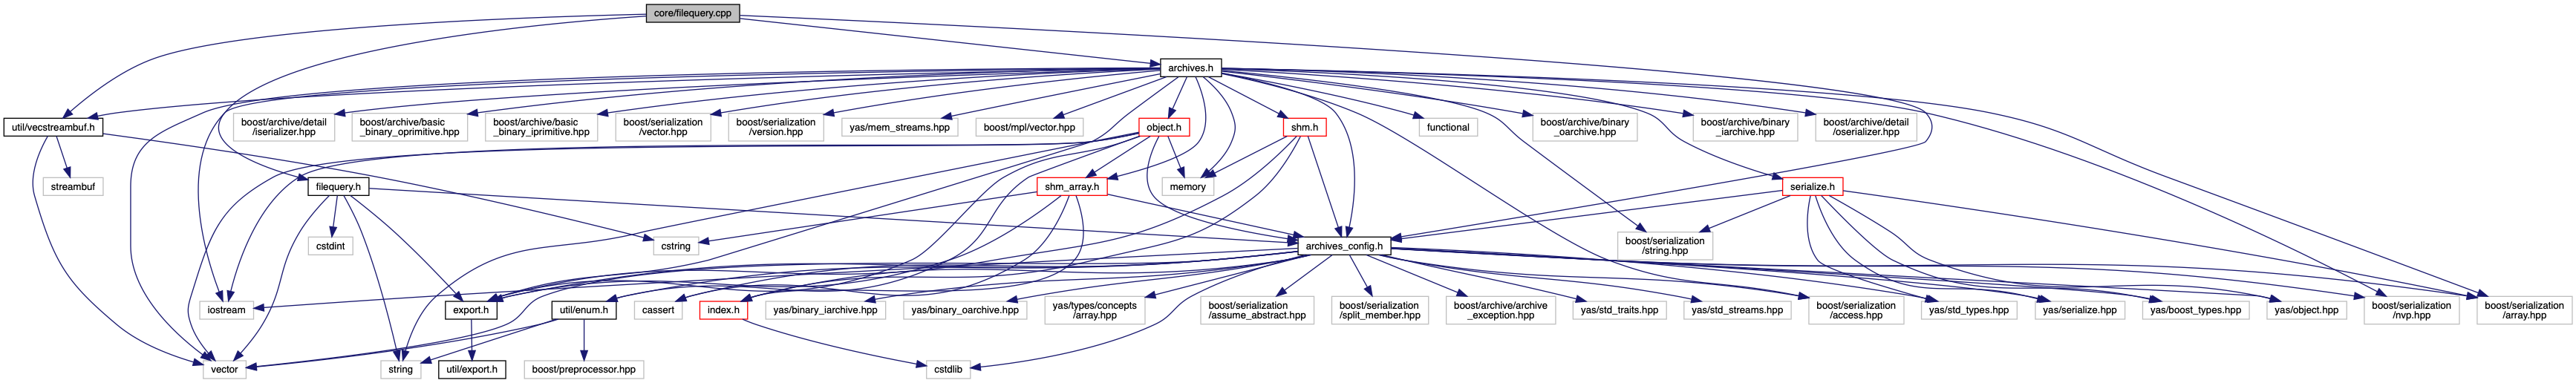 core/filequery.cpp
archives.h
util/vecstreambuf.h
boost/archive/detail
/iserializer.hpp
boost/archive/basic
_binary_oprimitive.hpp
boost/archive/basic
_binary_iprimitive.hpp
boost/serialization
/vector.hpp
boost/serialization
/version.hpp
yas/mem_streams.hpp
boost/mpl/vector.hpp
object.h
shm.h
functional
boost/archive/binary
_oarchive.hpp
boost/archive/binary
_iarchive.hpp
boost/archive/detail
/oserializer.hpp
streambuf
filequery.h
shm_array.h
memory
serialize.h
cstdint
cstring
archives_config.h
boost/serialization
/string.hpp
iostream
export.h
util/enum.h
cassert
index.h
yas/binary_iarchive.hpp
yas/binary_oarchive.hpp
yas/types/concepts
/array.hpp
boost/serialization
/assume_abstract.hpp
boost/serialization
/split_member.hpp
boost/archive/archive
_exception.hpp
yas/std_traits.hpp
yas/std_streams.hpp
boost/serialization
/access.hpp
yas/std_types.hpp
yas/serialize.hpp
yas/boost_types.hpp
yas/object.hpp
boost/serialization
/nvp.hpp
boost/serialization
/array.hpp
vector
string
util/export.h
boost/preprocessor.hpp
cstdlib